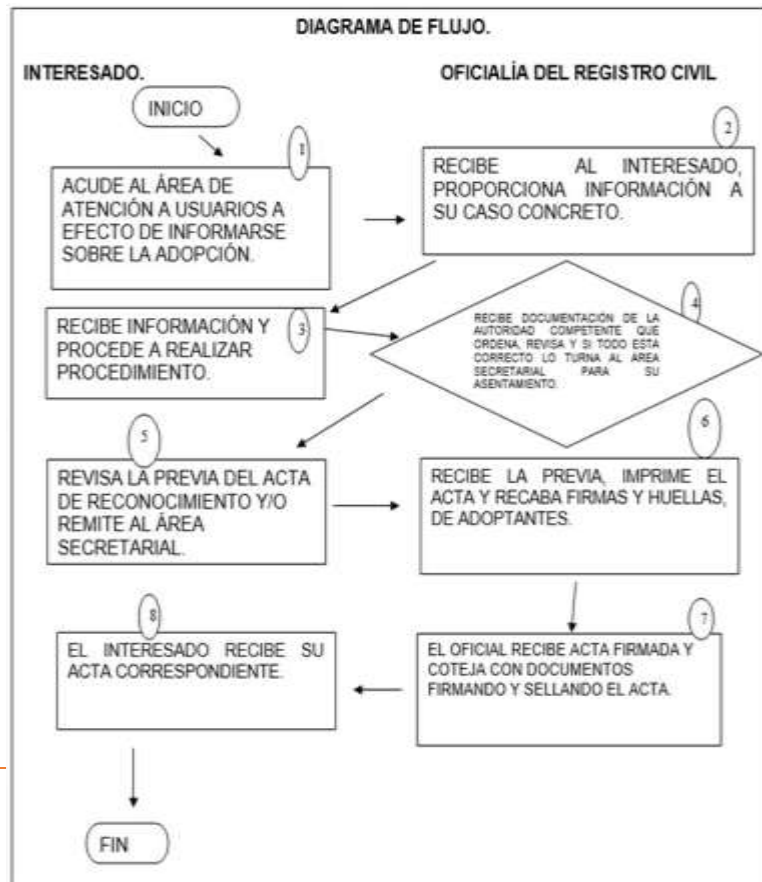 DIAGRAMA DE FLUJO.
INTERESADO.
OFICIALÍA DEL REGISTRO CIVIL
INICIO
1
ACUDE AL ÁREA DE
ATENCIÓN A USUARIOS A
EFECTO DE INFORMARSE
SOBRE LA ADOPCIÓN.
2
RECIBE AL INTERESADO,
PROPORCIONA INFORMACIÓN A
SU CASO CONCRETO.
3
RECIBE INFORMACIÓN Y
PROCEDE A REALIZAR
PROCEDIMIENTO.
4
RECIBE DOCUMENTACIÓN DE LA
AUTORIDAD COMPETENTE QUE
ORDENA, REVISA Y SI TODO ESTA
CORRECTO LO TURNA AL AREA
SECRETARIAL PARA SU
ASENTAMIENTO.
5
REVISA LA PREVIA DEL ACTA
DE RECONOCIMIENTO Y/O
REMITE AL ÁREA
SECRETARIAL.
6
RECIBE LA PREVIA, IMPRIME EL
ACTA Y RECABA FIRMAS Y HUELLAS,
DE ADOPTANTES.
7
EL OFICIAL RECIBE ACTA FIRMADA Y
COTEJA CON DOCUMENTOS
FIRMANDO Y SELLANDO EL ACTA.
8
EL INTERESADO RECIBE SU
ACTA CORRESPONDIENTE.
FIN